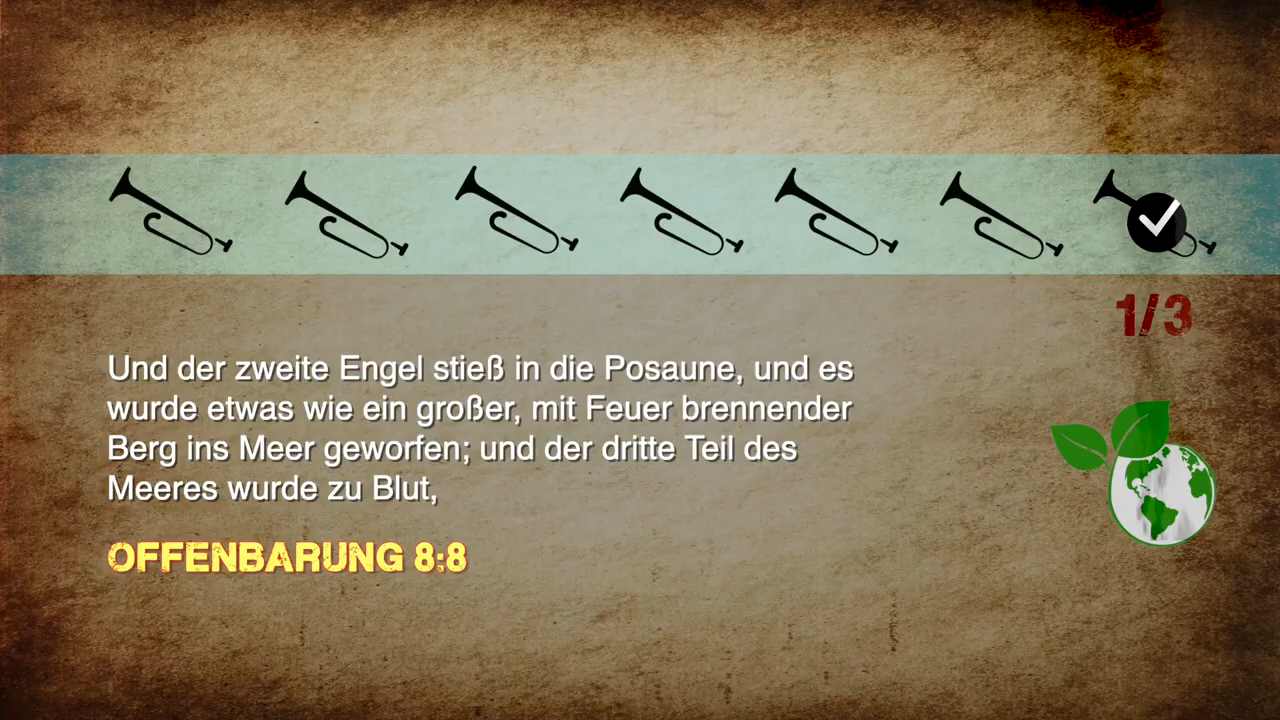 1/3
Und der zweite Engel stieß in die Posaune, und es
wurde etwas wie ein großer, mit Feuer brennender
Berg ins Meer geworfen; und der dritte Teil des
Meeres wurde zu Blut,
OFFENBARUNG 8:8